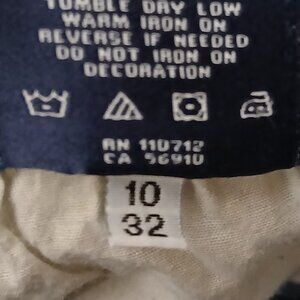 TUMBLE DRY LOW
WARM IRON ON
REVERSE IF NEEDED
DO NOT IRON ON
DECORATION
RN 110712
CA 56910
10
32